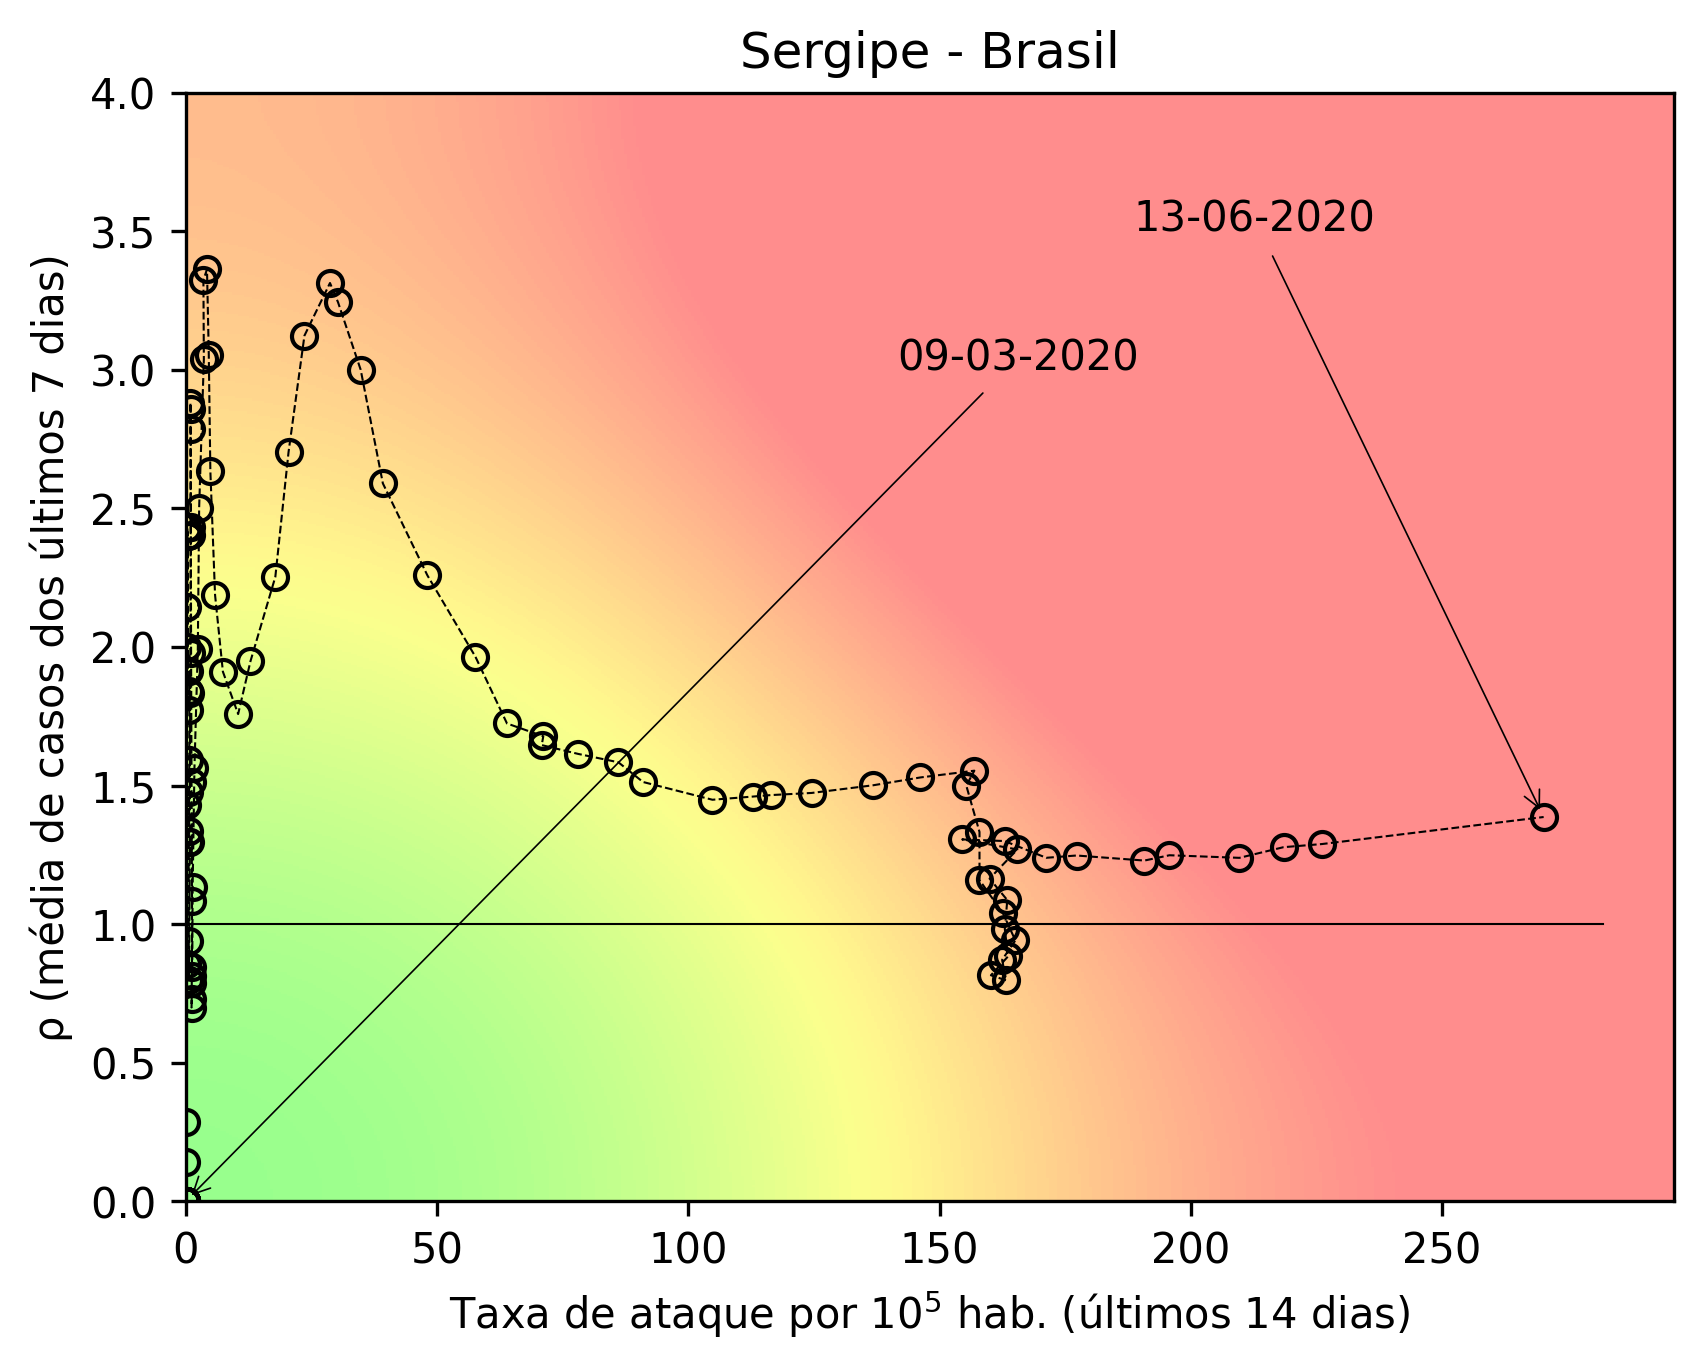 Sergipe - Brasil
4.0
3.5
3.0
2.5
2.0
1.5
1.0
0.5
0.0
ρ (média de casos dos últimos 7 dias)
13-06-2020
09-03-2020
0 50 100 150 200 250
Taxa de ataque por 10⁵ hab. (últimos 14 dias)